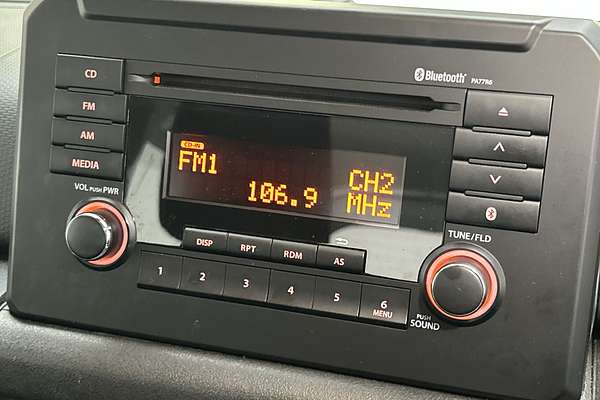 CD
Bluetooth®
PA77R6
FM
AM
MEDIA
VOL PUSH PWR
CD-IN
FM1
CH2
106.9
MHz
TUNE/FLD
DISP
RPT
RDM
AS
1
2
3
4
5
6
MENU
PUSH
SOUND